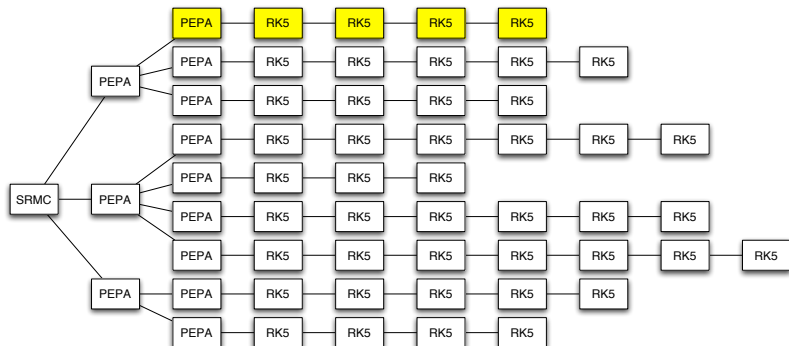 PEPA RK5 RK5 RK5 RK5
PEPA RK5 RK5 RK5 RK5 RK5
PEPA
PEPA RK5 RK5 RK5 RK5
PEPA RK5 RK5 RK5 RK5 RK5 RK5
PEPA RK5 RK5 RK5
SRMC PEPA
PEPA RK5 RK5 RK5 RK5 RK5 RK5
PEPA RK5 RK5 RK5 RK5 RK5 RK5 RK5
PEPA PEPA RK5 RK5 RK5 RK5 RK5
PEPA RK5 RK5 RK5 RK5